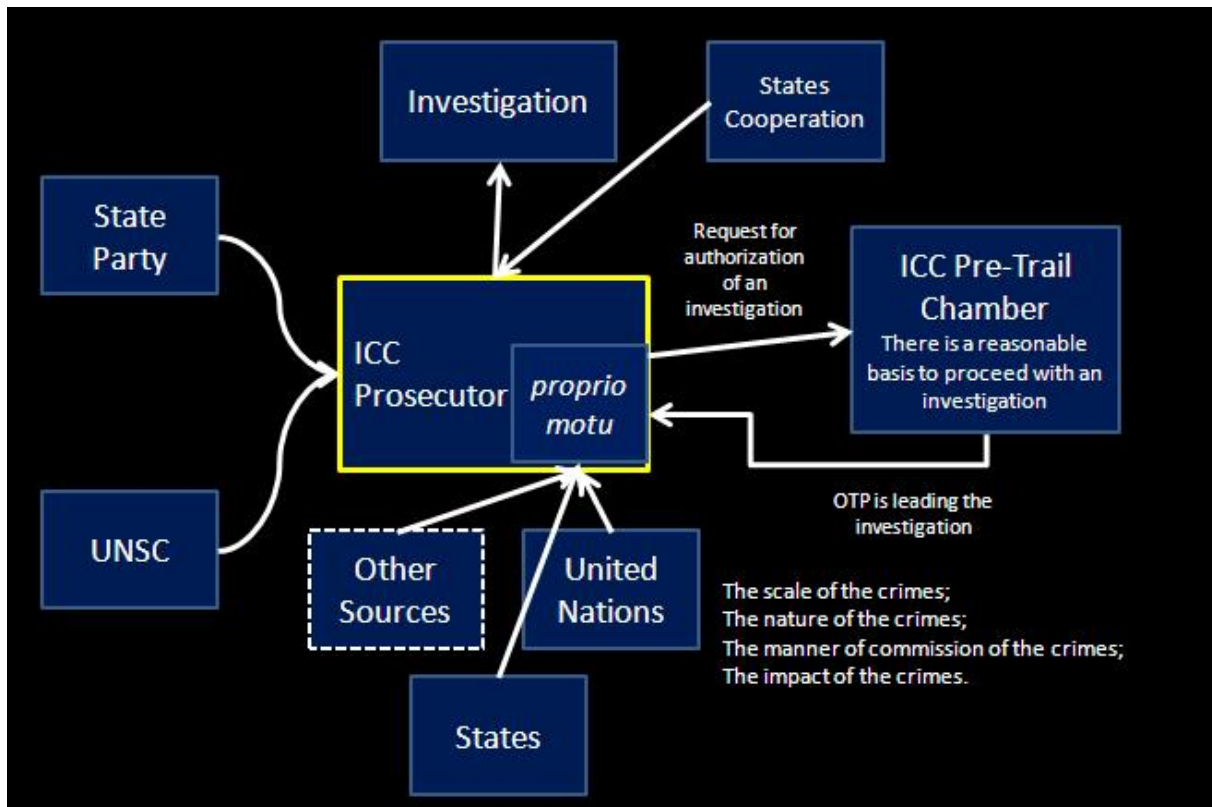 Investigation
States
Cooperation
State
Party
Request for
authorization
of an
investigation
ICC Pre-Trail
Chamber
There is a reasonable
basis to proceed with an
investigation
ICC
Prosecutor
proprio
motu
UNSC
OTP is leading the
investigation
Other
Sources
United
Nations
The scale of the crimes;
The nature of the crimes;
The manner of commission of the crimes;
The impact of the crimes.
States